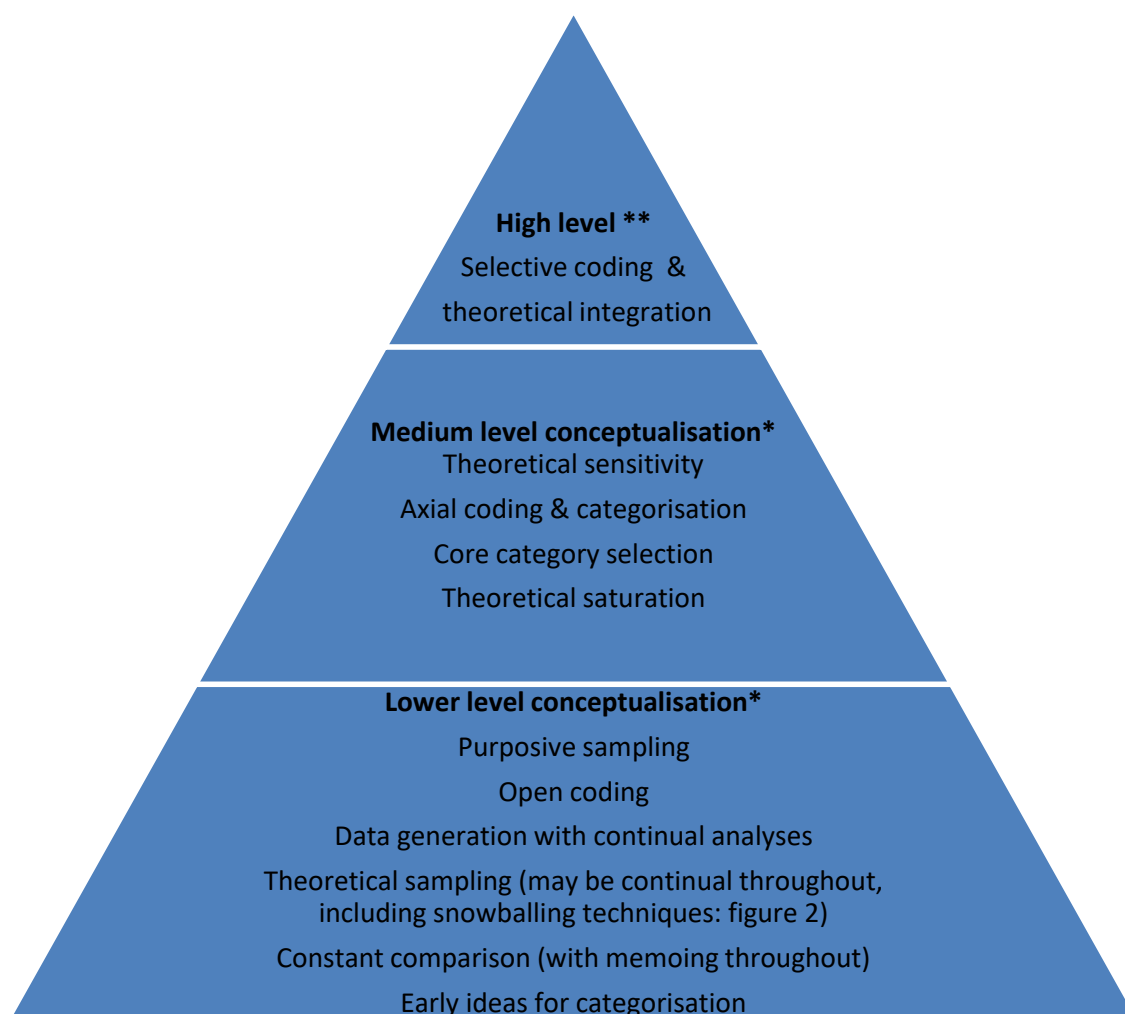 High level **
Selective coding &
theoretical integration
Medium level conceptualisation*
Theoretical sensitivity
Axial coding & categorisation
Core category selection
Theoretical saturation
Lower level conceptualisation*
Purposive sampling
Open coding
Data generation with continual analyses
Theoretical sampling (may be continual throughout,
including snowballing techniques: figure 2)
Constant comparison (with memoing throughout)
Early ideas for categorisation